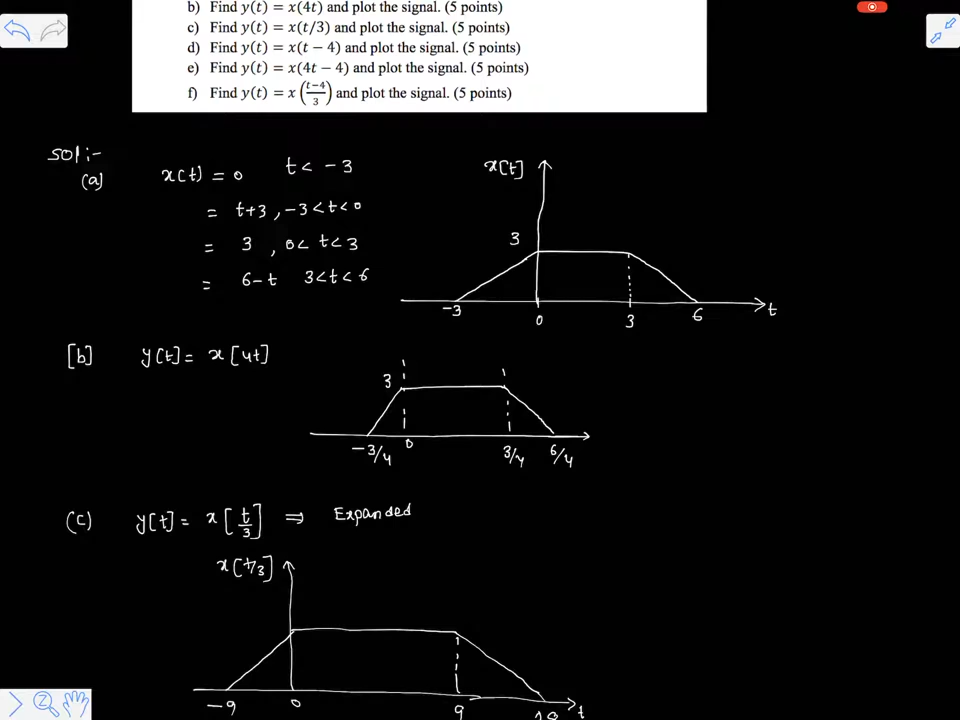 b) Find y(t) = x(4t) and plot the signal. (5 points)
c) Find y(t) = x(t/3) and plot the signal. (5 points)
d) Find y(t) = x(t − 4) and plot the signal. (5 points)
e) Find y(t) = x(4t − 4) and plot the signal. (5 points)
f) Find y(t) = x((t−4)/3) and plot the signal. (5 points)
Sol:-
(a) x(t) = 0 t < -3
= t+3 , -3<t<0
= 3 , 0< t<3
= 6-t 3<t<6
x[t]
3
-3 0 3 6 t
[b] y[t] = x[4t]
3
-3/4 0 3/4 6/4
(c) y[t] = x[t/3] ⇒ Expanded
x[t/3]
-9 0 9 18 t